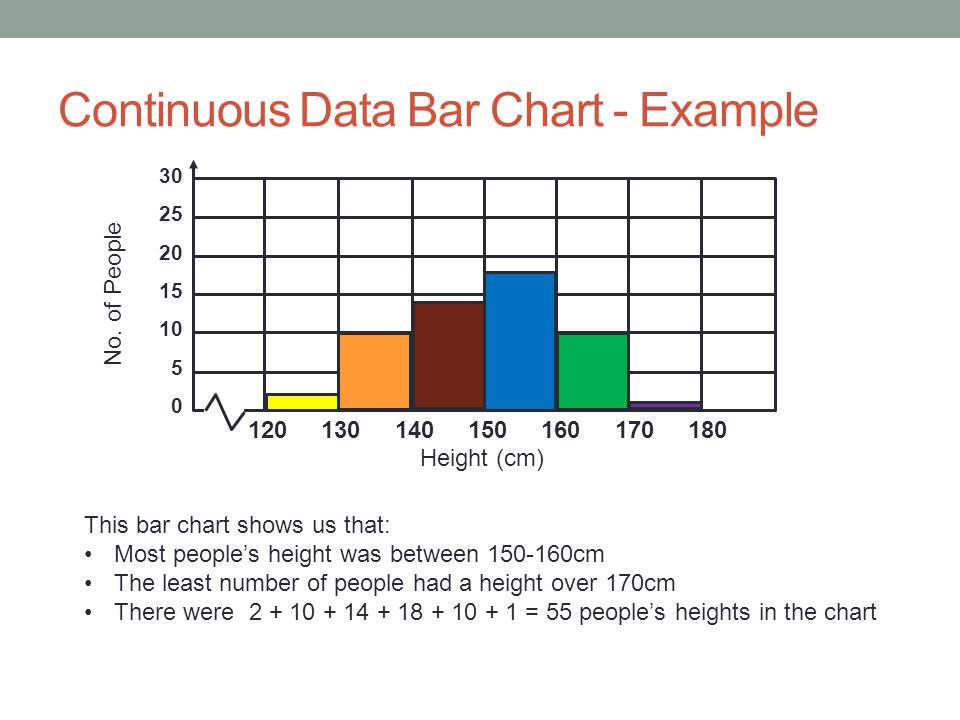 Continuous Data Bar Chart - Example
30
25
20
15
10
5
0
No. of People
120 130 140 150 160 170 180
Height (cm)
This bar chart shows us that:
• Most people’s height was between 150-160cm
• The least number of people had a height over 170cm
• There were 2 + 10 + 14 + 18 + 10 + 1 = 55 people’s heights in the chart